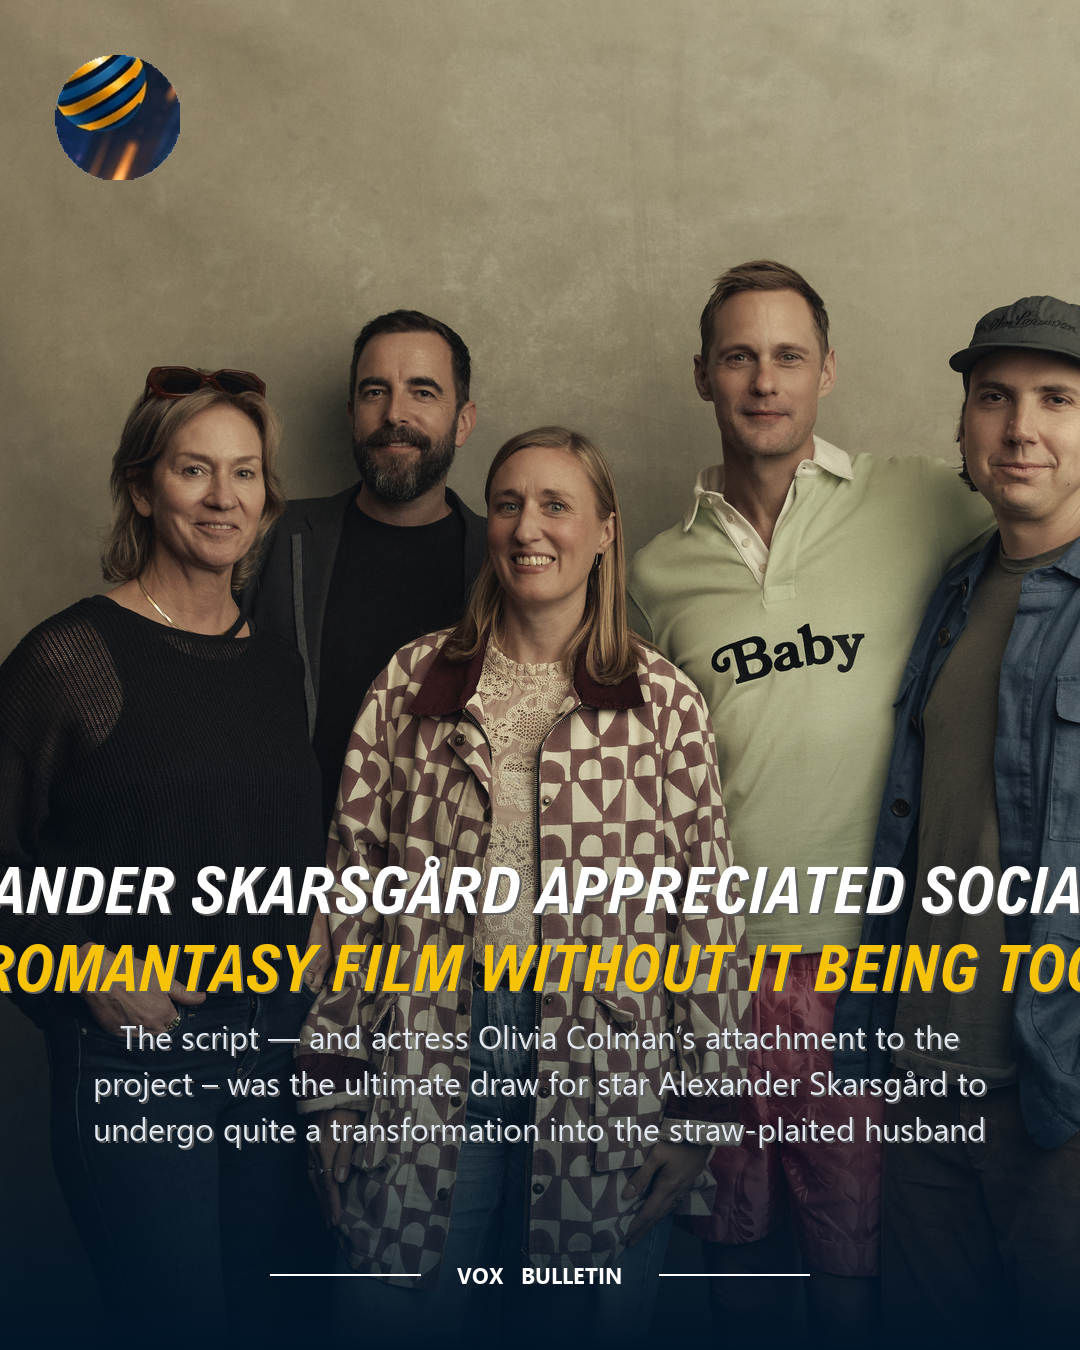 Baby
ANDER SKARSGÅRD APPRECIATED SOCIA
ROMANTASY FILM WITHOUT IT BEING TOO
The script — and actress Olivia Colman’s attachment to the
project – was the ultimate draw for star Alexander Skarsgård to
undergo quite a transformation into the straw-plaited husband
VOX BULLETIN